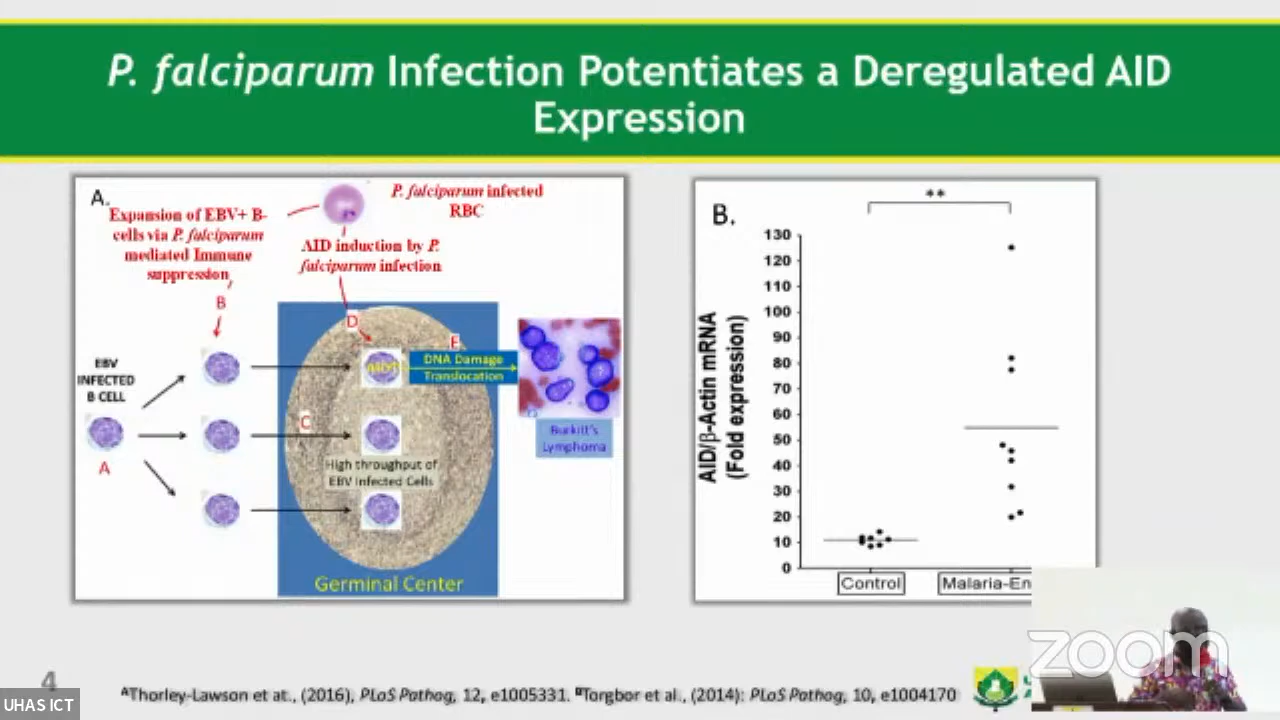 P. falciparum Infection Potentiates a Deregulated AID
Expression
A.
P. falciparum infected
RBC
Expansion of EBV+ B-
cells via P. falciparum
mediated Immune
suppression,
AID induction by P.
falciparum infection
B
D
E
EBV
INFECTED
B CELL
A
C
DNA Damage
Translocation
Burkitt's
Lymphoma
High throughput of
EBV Infected Cells
Germinal Center
B.
**
AID/β-Actin mRNA
(Fold expression)
130
120
110
100
90
80
70
60
50
40
30
20
10
0
Control
Malaria-En
zoom
4
ᴬThorley-Lawson et at., (2016), PLoS Pathog, 12, e1005331. ᴮTorgbor et al., (2014): PLoS Pathog, 10, e1004170
UHAS ICT